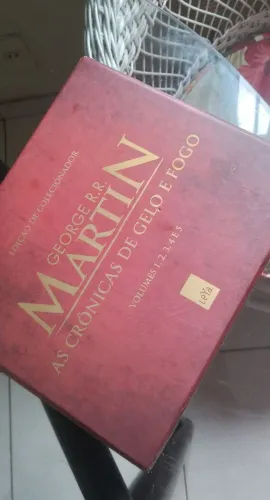 EDIÇÃO DE COLECIONADOR
GEORGE R.R.
MARTIN
AS CRÔNICAS DE GELO E FOGO
VOLUMES 1, 2, 3, 4 E 5
LeYa